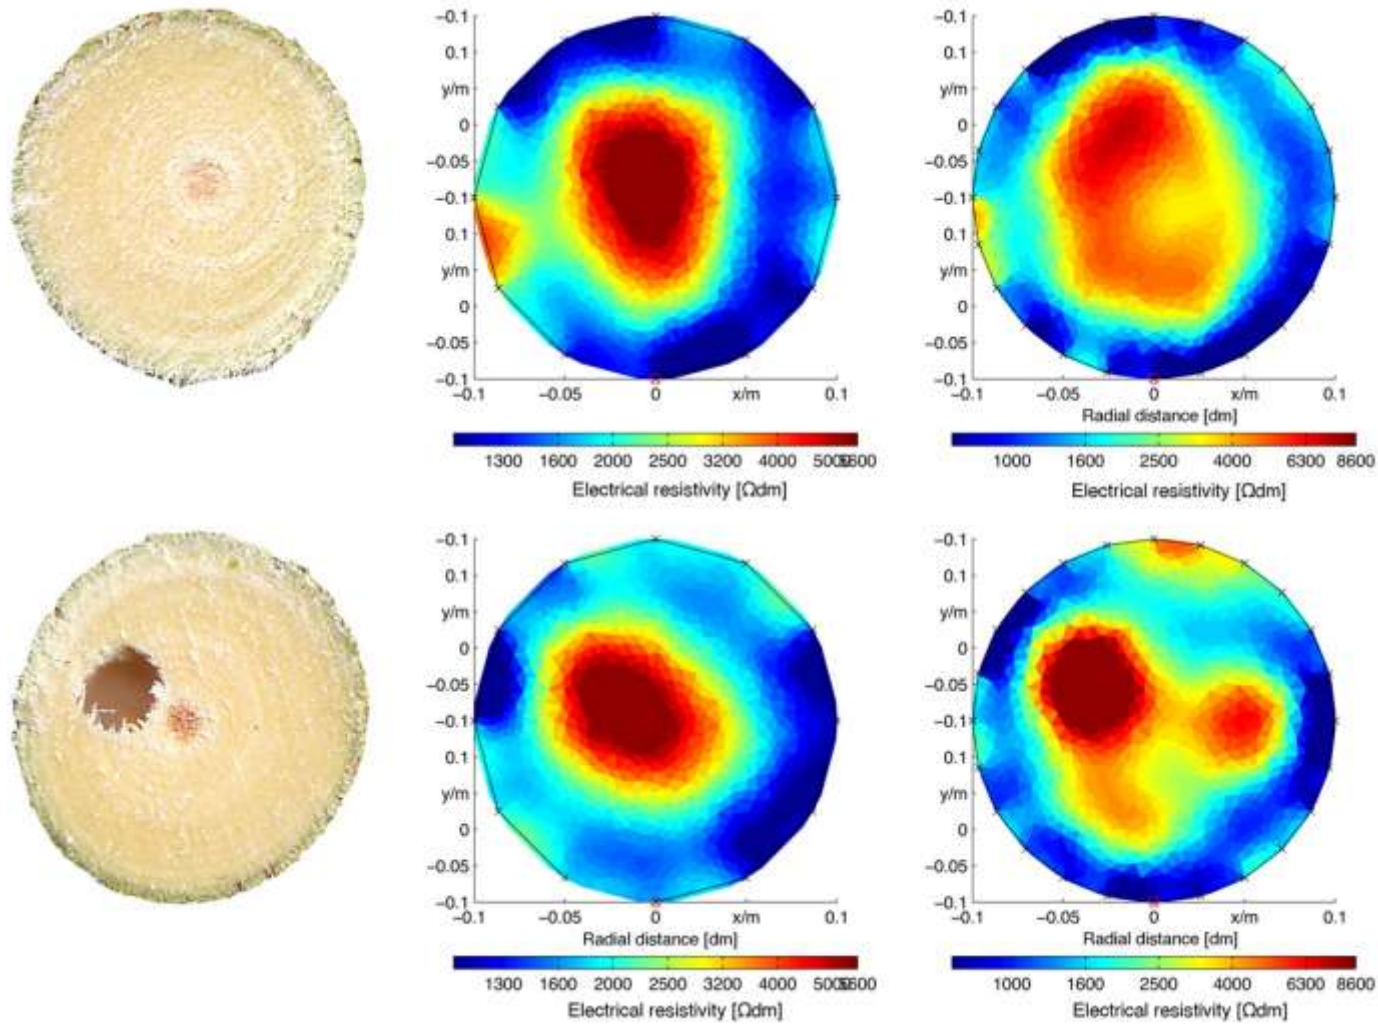 −0.1 −0.1
0.1 0.1
y/m y/m
0 0
−0.05 −0.05
−0.1 −0.1
0.1 0.1
y/m y/m
0 0
−0.05 −0.05
−0.1 −0.1
−0.1 −0.05 0 x/m 0.1 −0.1 −0.05 0 x/m 0.1
Radial distance [dm]
1300 1600 2000 2500 3200 4000 5000 5600 1000 1600 2500 4000 6300 8600
Electrical resistivity [Ωdm] Electrical resistivity [Ωdm]
−0.1 −0.1
0.1 0.1
y/m y/m
0 0
−0.05 −0.05
−0.1 −0.1
0.1 0.1
y/m y/m
0 0
−0.05 −0.05
−0.1 −0.1
−0.1 −0.05 0 x/m 0.1 −0.1 −0.05 0 x/m 0.1
Radial distance [dm] Radial distance [dm]
1300 1600 2000 2500 3200 4000 5000 5600 1000 1600 2500 4000 6300 8600
Electrical resistivity [Ωdm] Electrical resistivity [Ωdm]